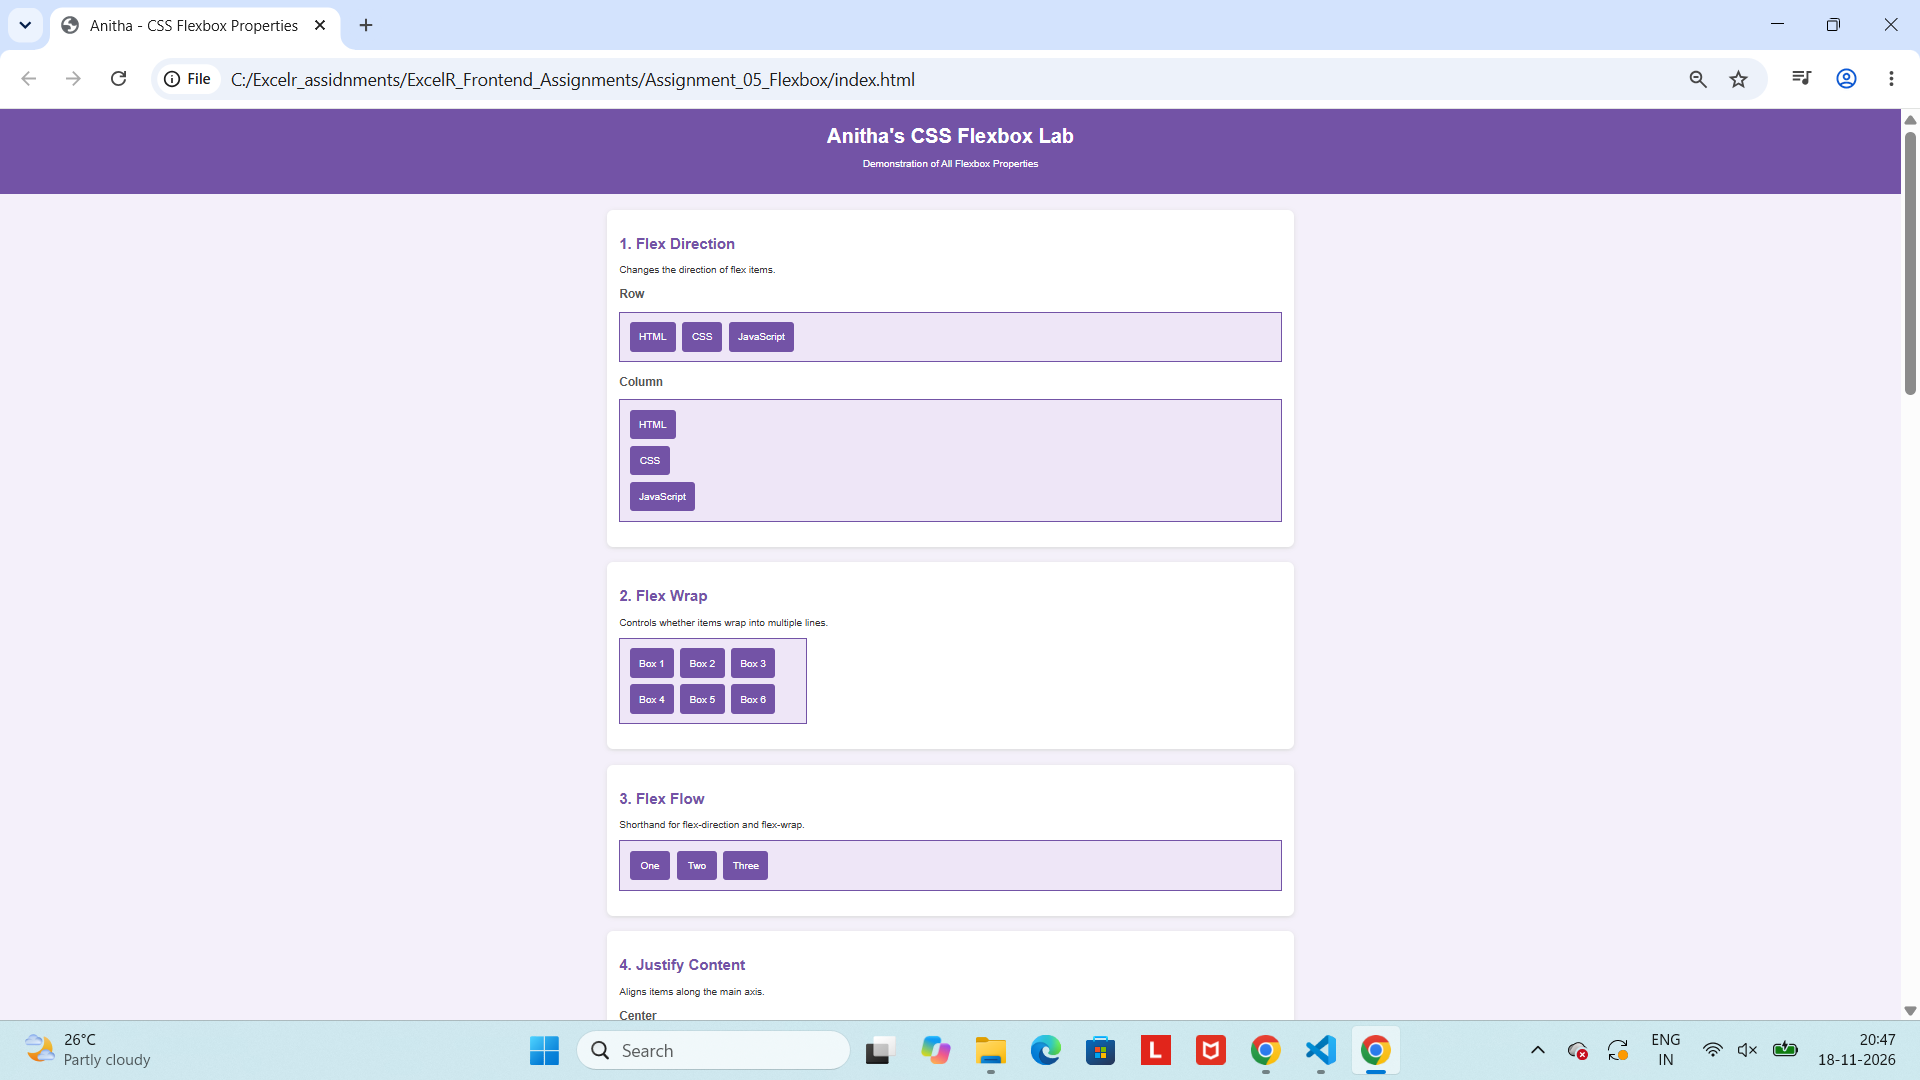 Anitha - CSS Flexbox Properties
File C:/Excelr_assidnments/ExcelR_Frontend_Assignments/Assignment_05_Flexbox/index.html
Anitha's CSS Flexbox Lab
Demonstration of All Flexbox Properties
1. Flex Direction
Changes the direction of flex items.
Row
HTML CSS JavaScript
Column
HTML
CSS
JavaScript
2. Flex Wrap
Controls whether items wrap into multiple lines.
Box 1 Box 2 Box 3
Box 4 Box 5 Box 6
3. Flex Flow
Shorthand for flex-direction and flex-wrap.
One Two Three
4. Justify Content
Aligns items along the main axis.
Center
26°C
Partly cloudy
Search
L
ENG
IN
20:47
18-11-2026